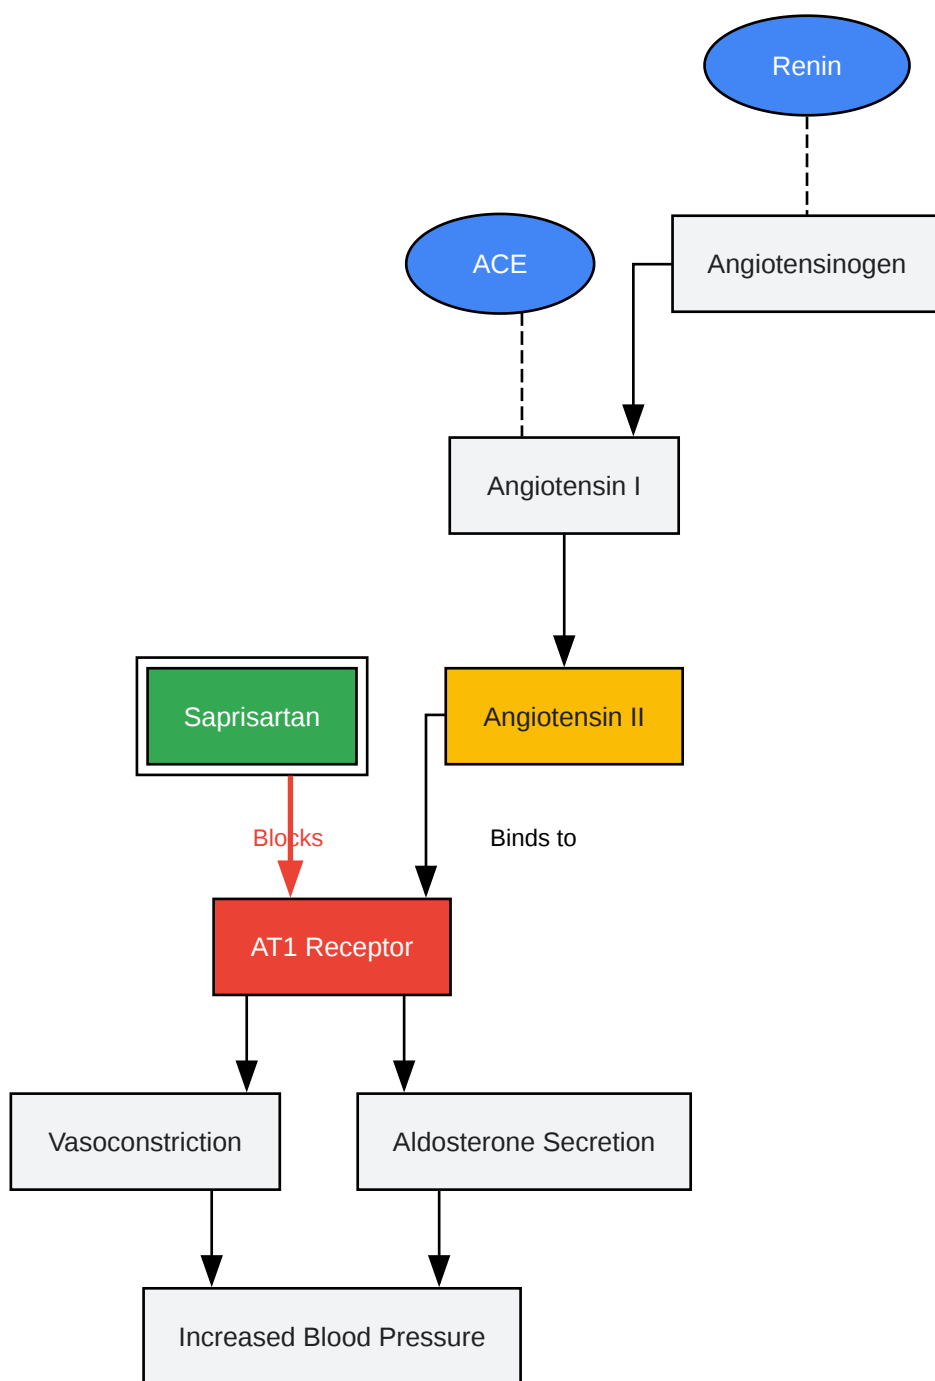 Renin
ACE
Angiotensinogen
Angiotensin I
Saprisartan
Angiotensin II
Blocks
Binds to
AT1 Receptor
Vasoconstriction
Aldosterone Secretion
Increased Blood Pressure